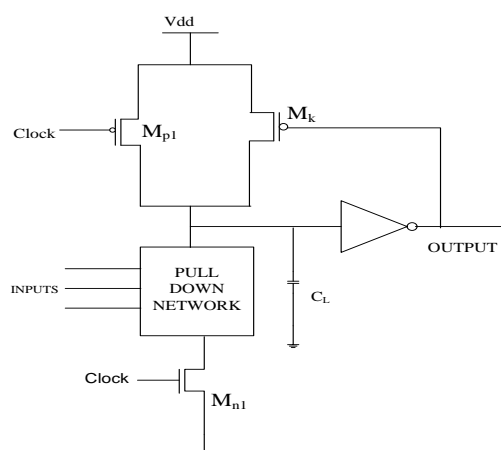 Vdd
Clock
Mp1
Mk
PULL
DOWN
NETWORK
INPUTS
OUTPUT
CL
Clock
Mn1